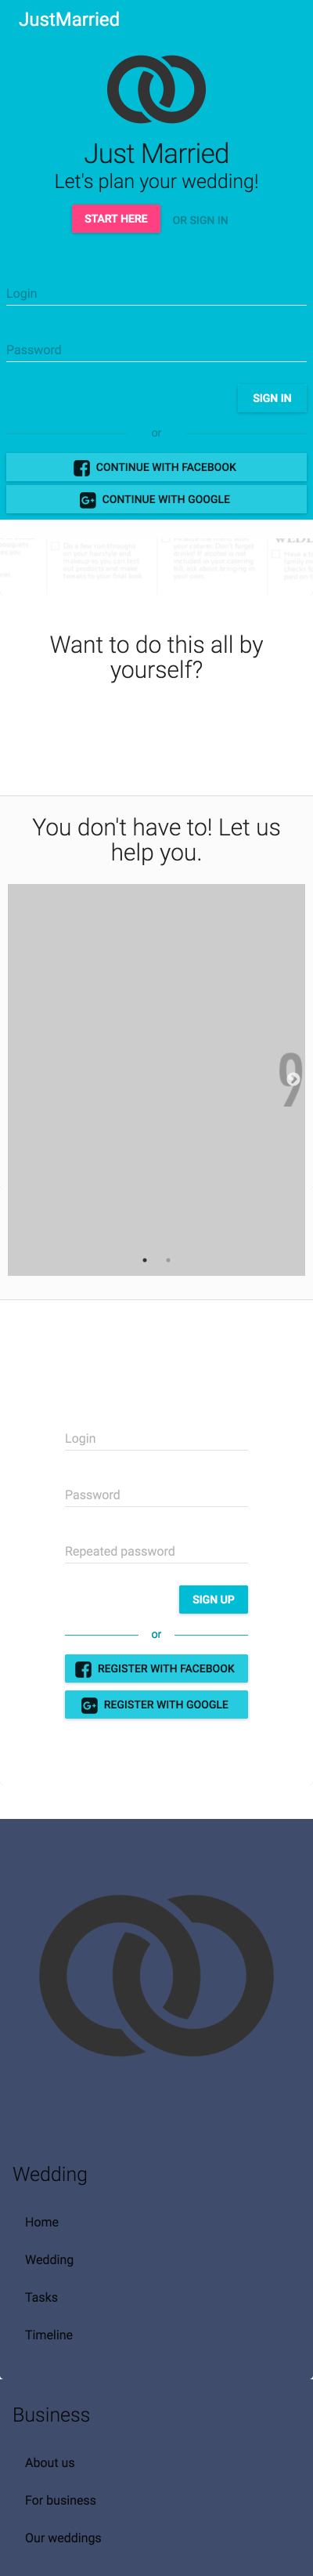 JustMarried
Just Married
Let's plan your wedding!
START HERE
OR SIGN IN
Login
Password
SIGN IN
or
CONTINUE WITH FACEBOOK
CONTINUE WITH GOOGLE
Want to do this all by
yourself?
You don't have to! Let us
help you.
9
Login
Password
Repeated password
SIGN UP
or
REGISTER WITH FACEBOOK
REGISTER WITH GOOGLE
Wedding
Home
Wedding
Tasks
Timeline
Business
About us
For business
Our weddings